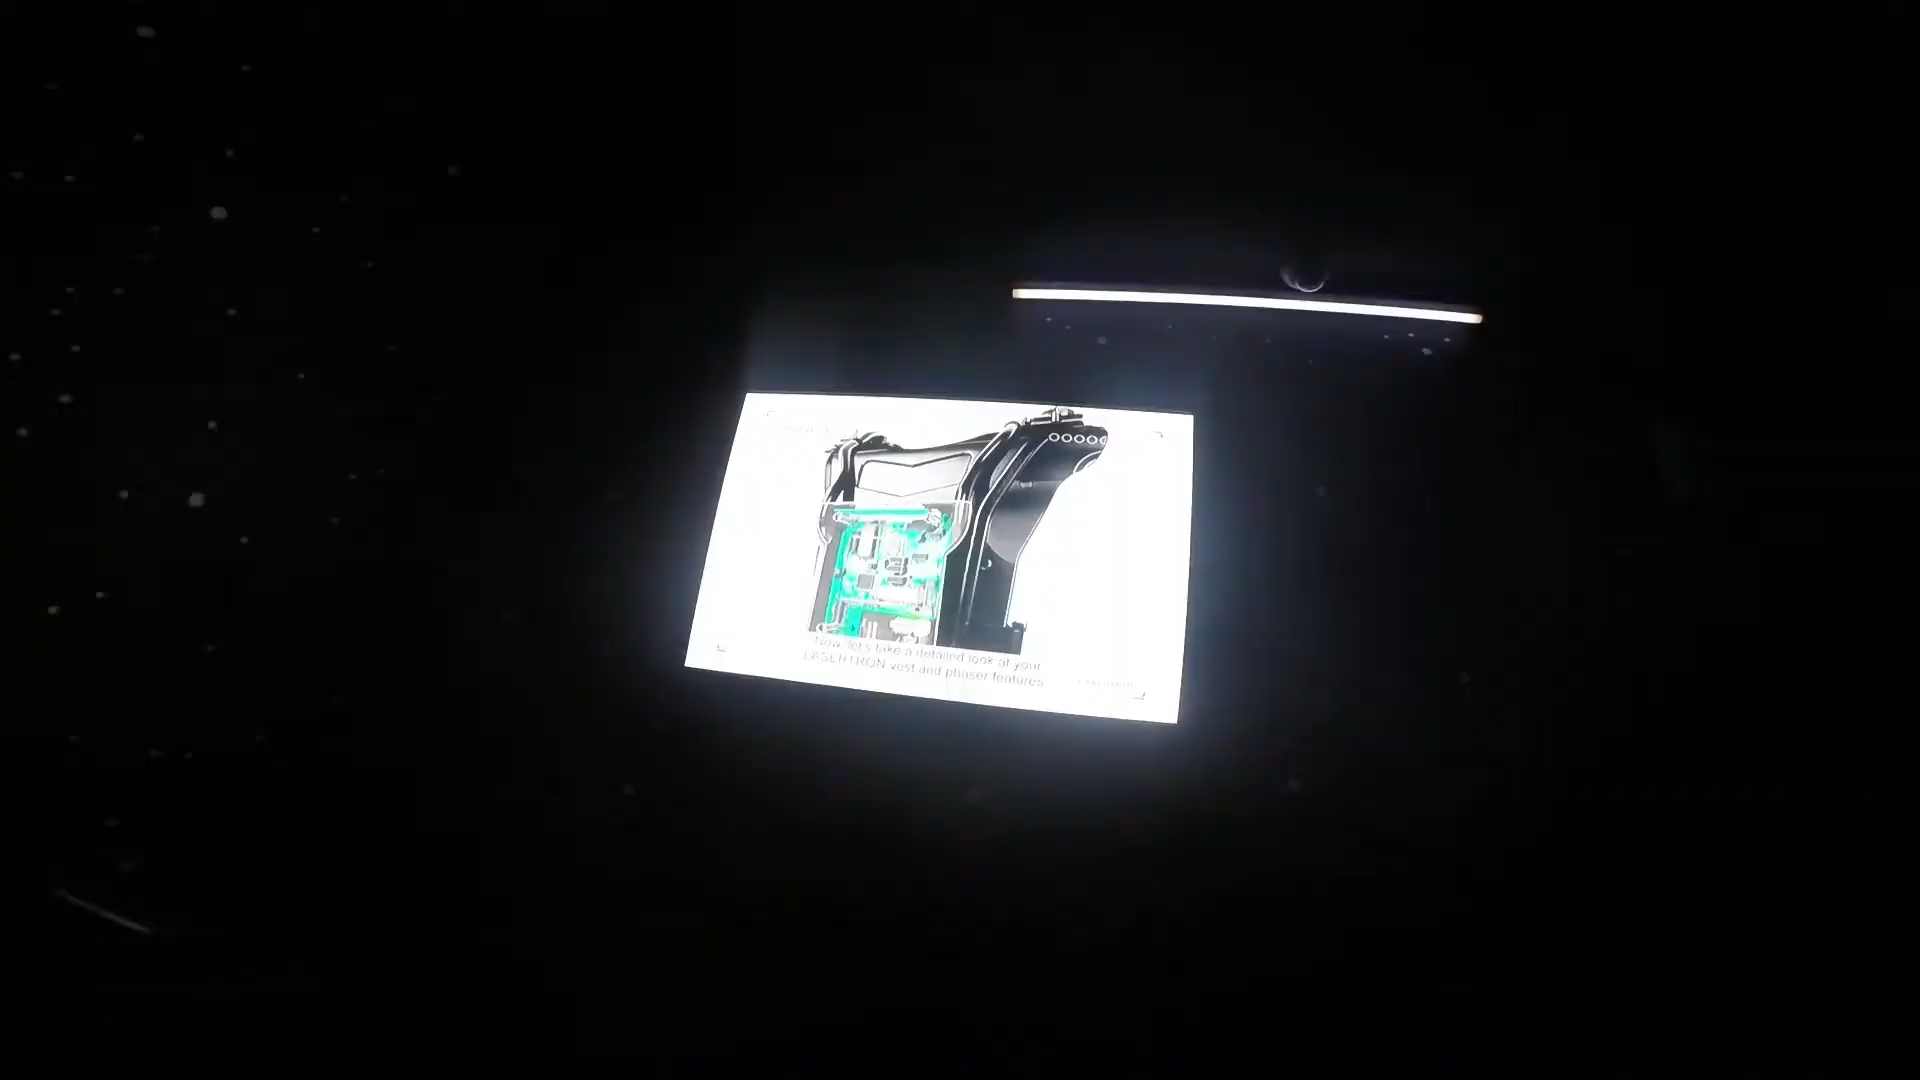 Now, let's take a detailed look at your
LASERTRON vest and phaser features